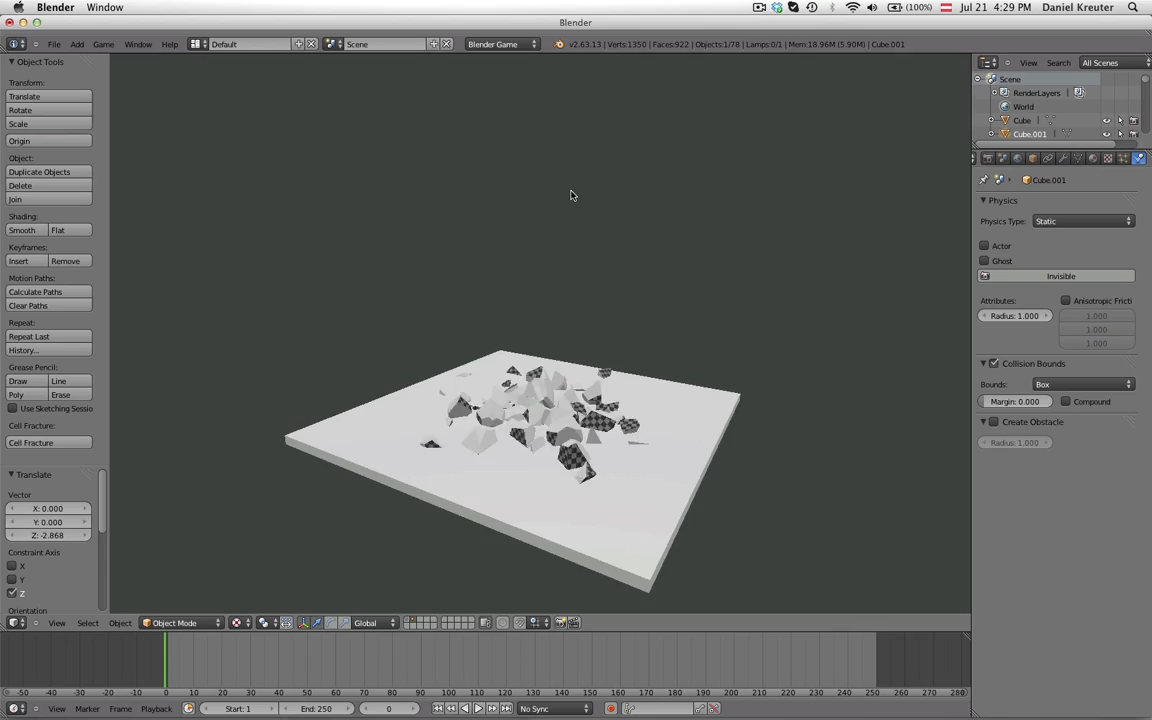 Blender Window (100%) Jul 21 4:29 PM Daniel Kreuter
Blender
File Add Game Window Help Default Scene Blender Game v2.63.13 | Verts:1350 | Faces:922 | Objects:1/78 | Lamps:0/1 | Mem:18.96M (5.90M) | Cube.001
View Search All Scenes
Object Tools
Transform:
Translate
Rotate
Scale
Origin
Object:
Duplicate Objects
Delete
Join
Shading:
Smooth Flat
Keyframes:
Insert Remove
Motion Paths:
Calculate Paths
Clear Paths
Repeat:
Repeat Last
History...
Grease Pencil:
Draw Line
Poly Erase
Use Sketching Sessio
Cell Fracture:
Cell Fracture
Translate
Vector
X: 0.000
Y: 0.000
Z: -2.868
Constraint Axis
X
Y
Z
Orientation
Scene
RenderLayers
World
Cube
Cube.001
Cube.001
Physics
Physics Type: Static
Actor
Ghost
Invisible
Attributes: Anisotropic Fricti
Radius: 1.000 1.000
1.000
1.000
Collision Bounds
Bounds: Box
Margin: 0.000 Compound
Create Obstacle
Radius: 1.000
View Select Object Object Mode Global
-50 -40 -30 -20 -10 0 10 20 30 40 50 60 70 80 90 100 110 120 130 140 150 160 170 180 190 200 210 220 230 240 250 260 270 280
View Marker Frame Playback Start: 1 End: 250 0 No Sync